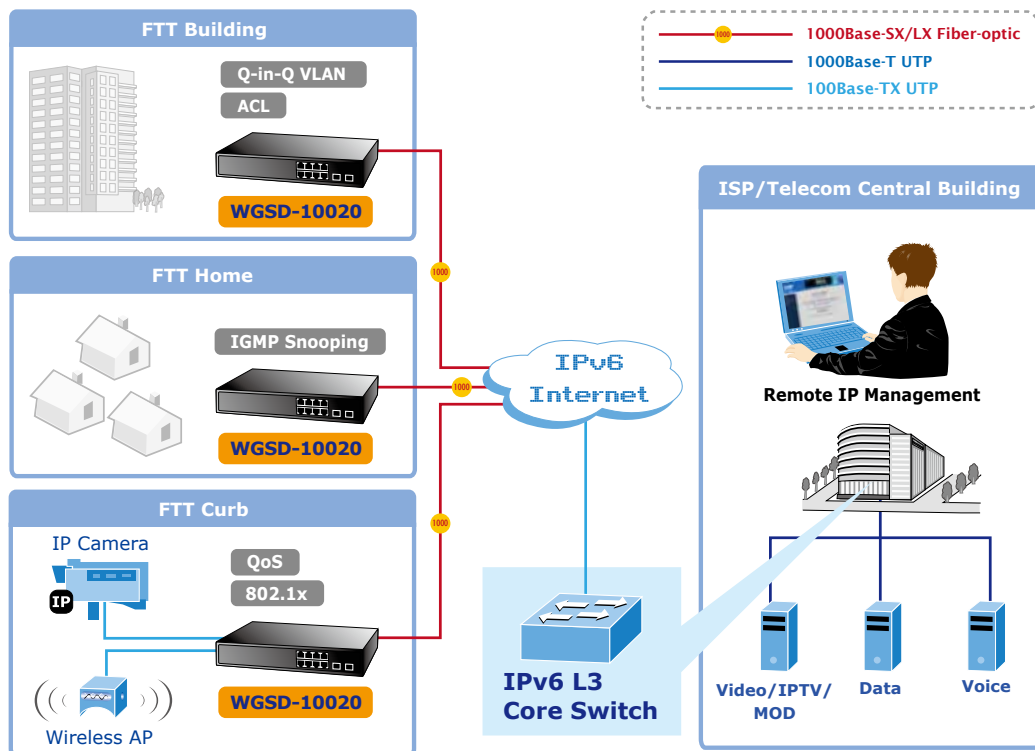 FTT Building
Q-in-Q VLAN
ACL
WGSD-10020
1000
FTT Home
IGMP Snooping
WGSD-10020
1000
FTT Curb
IP Camera
IP
QoS
802.1x
WGSD-10020
Wireless AP
1000
IPv6
Internet
IPv6 L3
Core Switch
1000
1000Base-SX/LX Fiber-optic
1000Base-T UTP
100Base-TX UTP
ISP/Telecom Central Building
Remote IP Management
Video/IPTV/
MOD
Data
Voice